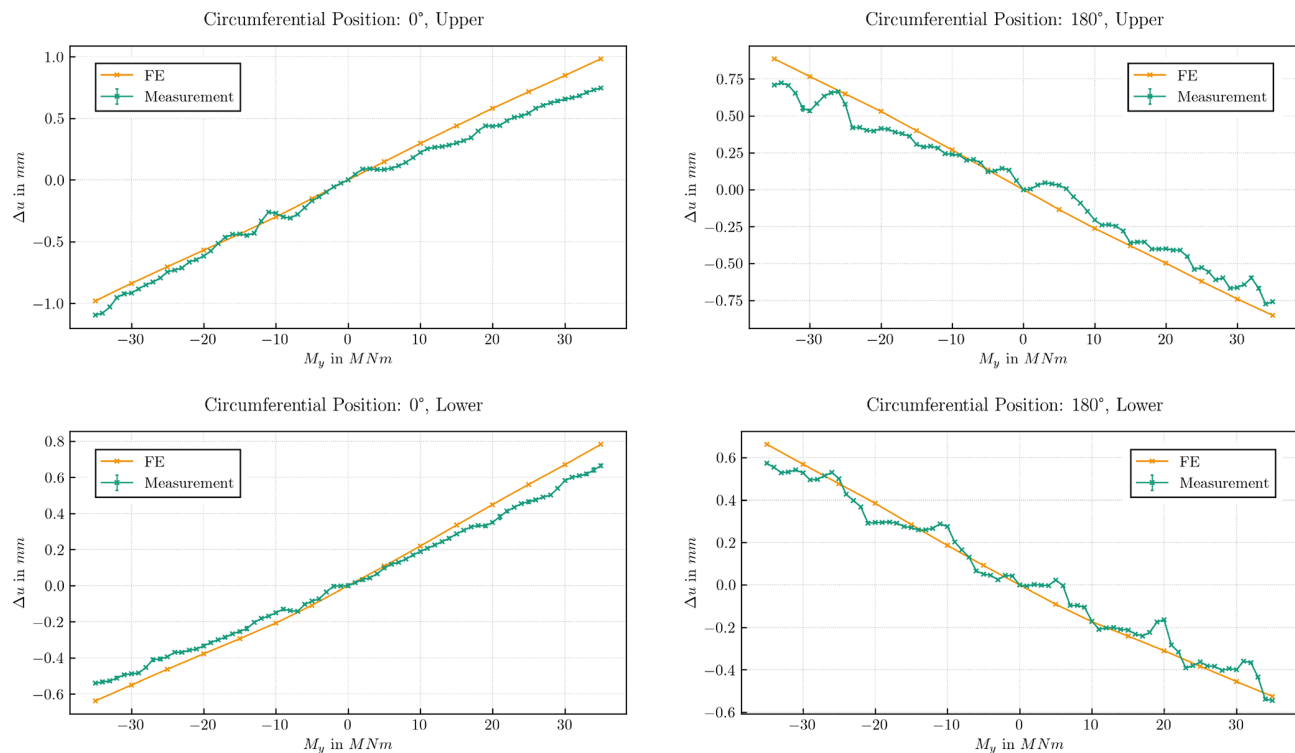 Circumferential Position: 0°, Upper
1.0
0.5
0.0
−0.5
−1.0
Δu in mm
FE
Measurement
−30 −20 −10 0 10 20 30
M_y in MNm
Circumferential Position: 180°, Upper
0.75
0.50
0.25
0.00
−0.25
−0.50
−0.75
Δu in mm
FE
Measurement
−30 −20 −10 0 10 20 30
M_y in MNm
Circumferential Position: 0°, Lower
0.8
0.6
0.4
0.2
0.0
−0.2
−0.4
−0.6
Δu in mm
FE
Measurement
−30 −20 −10 0 10 20 30
M_y in MNm
Circumferential Position: 180°, Lower
0.6
0.4
0.2
0.0
−0.2
−0.4
−0.6
Δu in mm
FE
Measurement
−30 −20 −10 0 10 20 30
M_y in MNm